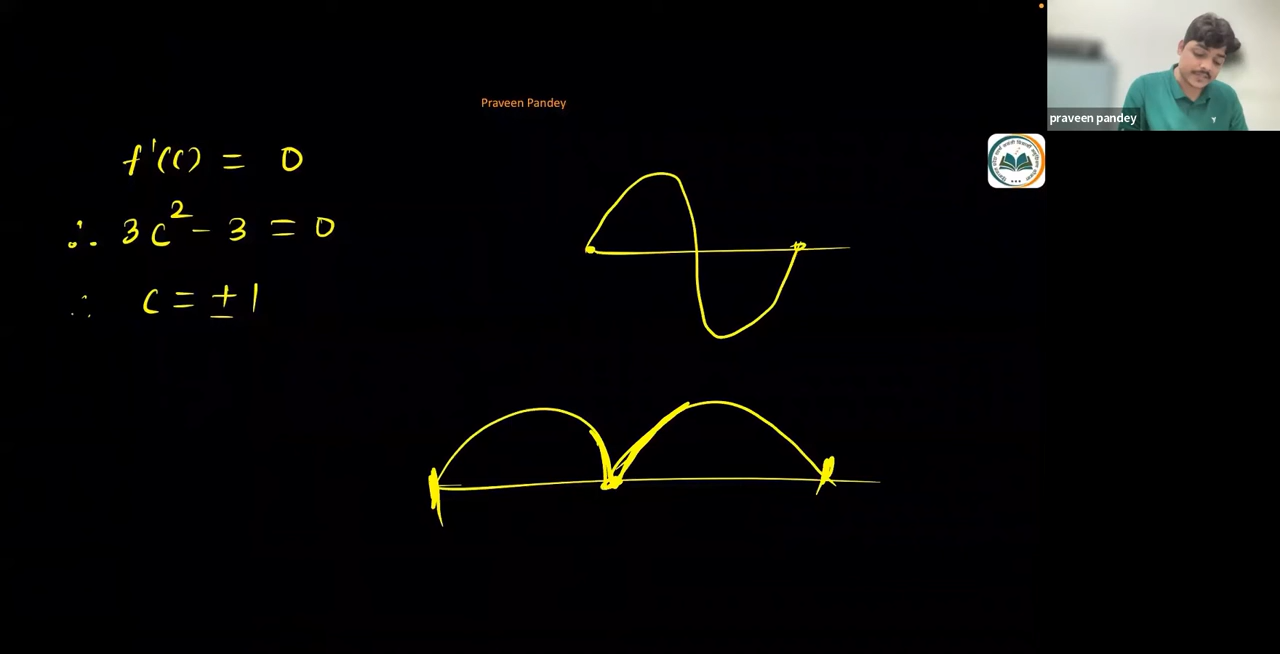 Praveen Pandey
praveen pandey
f'(c) = 0
∴ 3c² - 3 = 0
∴ c = ± 1